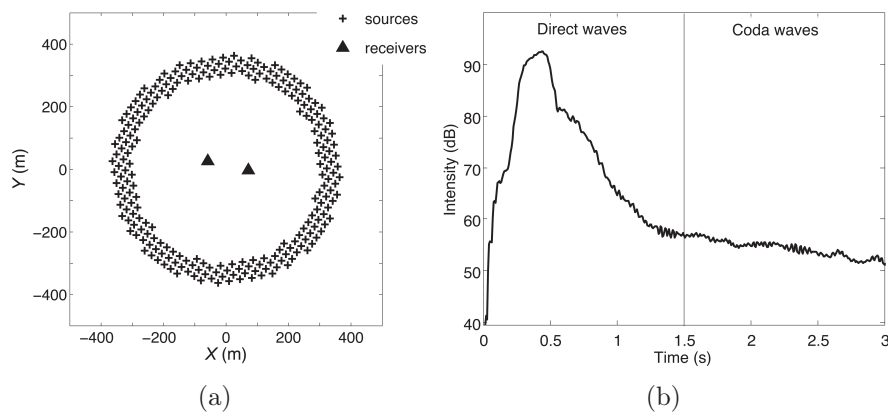 + sources
▲ receivers
400
200
0
−200
−400
Y (m)
−400 −200 0 200 400
X (m)
(a)
Direct waves Coda waves
90
80
70
60
50
40
Intensity (dB)
0 0.5 1 1.5 2 2.5 3
Time (s)
(b)